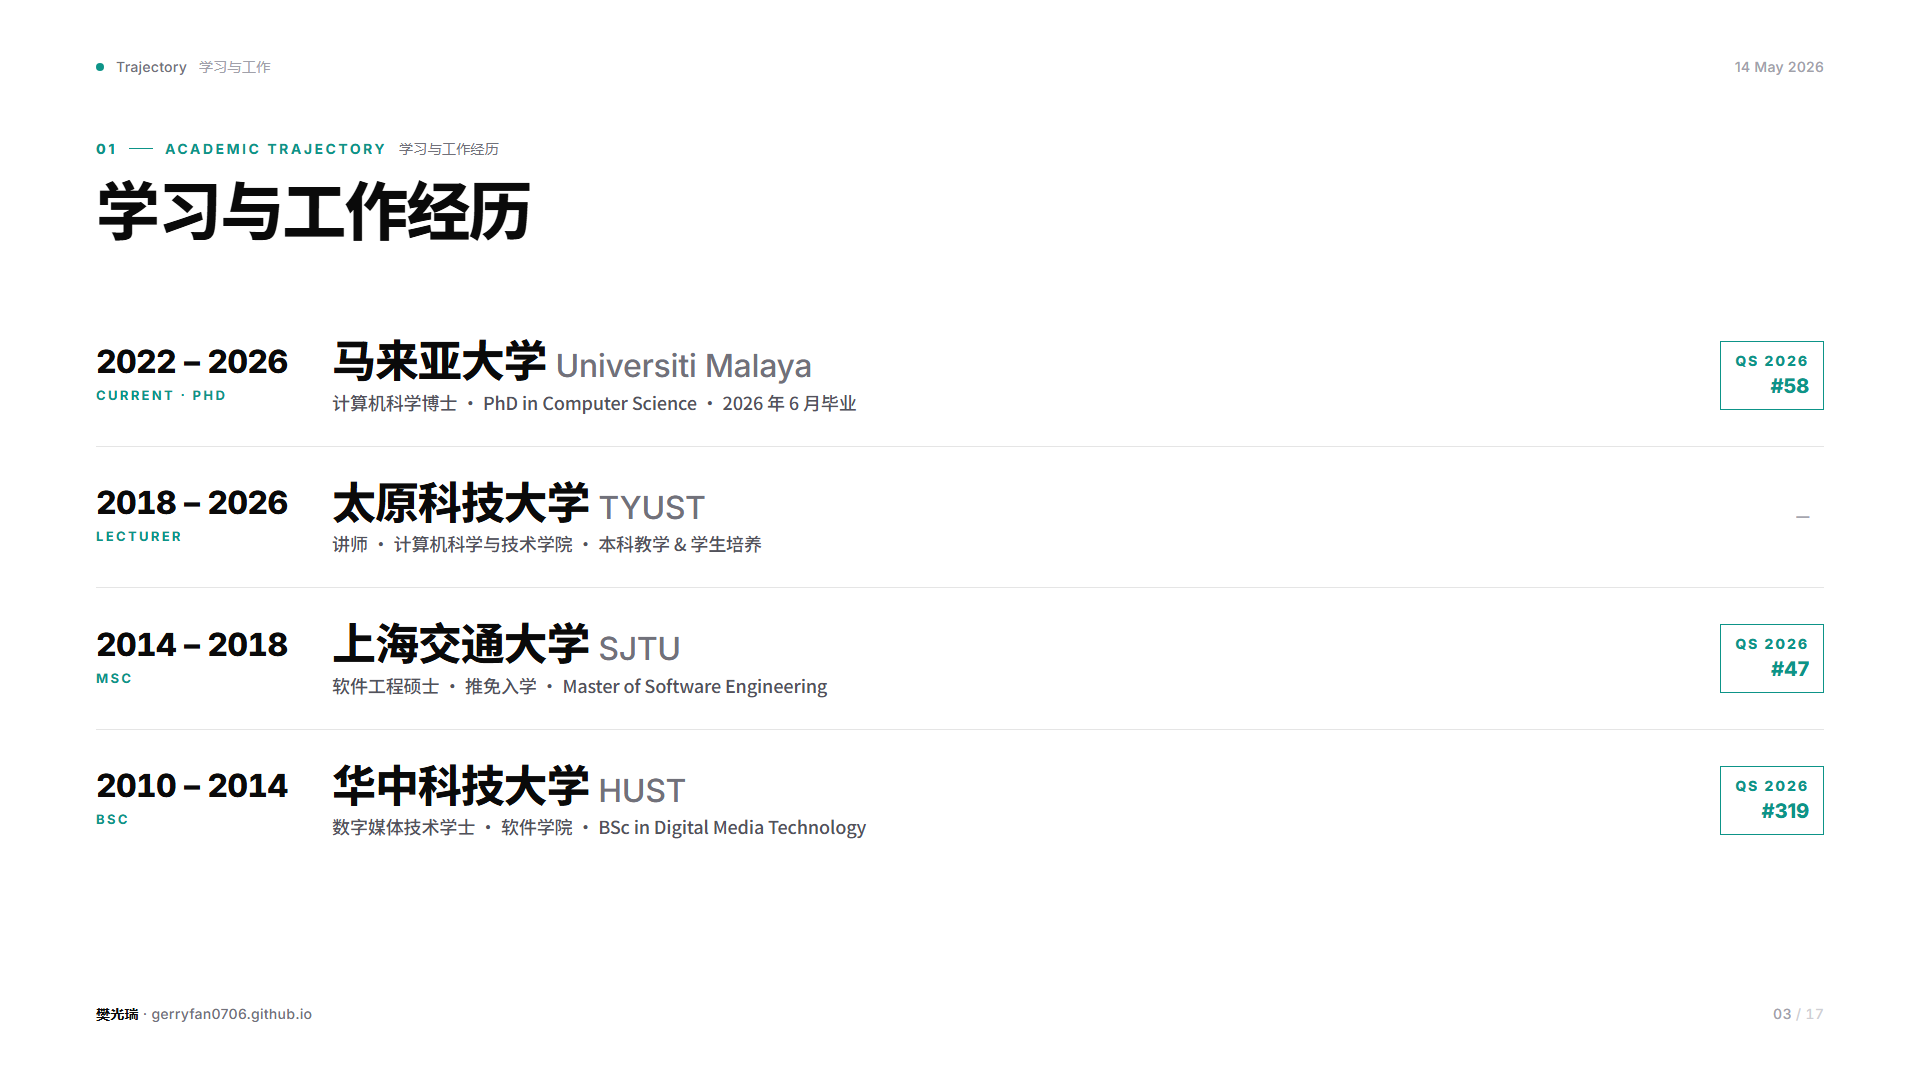 Trajectory 学习与工作
14 May 2026
01 — ACADEMIC TRAJECTORY 学习与工作经历
学习与工作经历
2022 – 2026
CURRENT · PHD
马来亚大学 Universiti Malaya
计算机科学博士 · PhD in Computer Science · 2026 年 6 月毕业
QS 2026
#58
2018 – 2026
LECTURER
太原科技大学 TYUST
讲师 · 计算机科学与技术学院 · 本科教学 & 学生培养
—
2014 – 2018
MSC
上海交通大学 SJTU
软件工程硕士 · 推免入学 · Master of Software Engineering
QS 2026
#47
2010 – 2014
BSC
华中科技大学 HUST
数字媒体技术学士 · 软件学院 · BSc in Digital Media Technology
QS 2026
#319
樊光瑞 · gerryfan0706.github.io
03 / 17